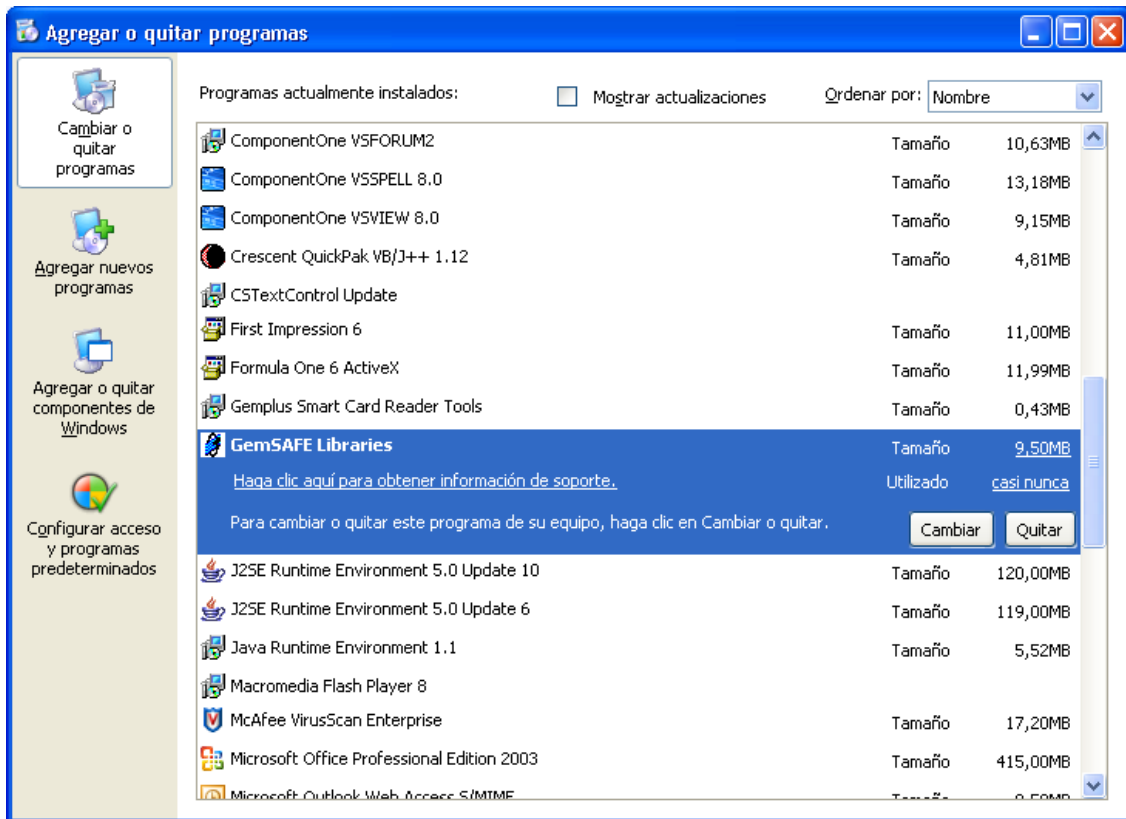 Agregar o quitar programas
Cambiar o
quitar
programas
Agregar nuevos
programas
Agregar o quitar
componentes de
Windows
Configurar acceso
y programas
predeterminados
Programas actualmente instalados: Mostrar actualizaciones Ordenar por: Nombre
ComponentOne VSFORUM2 Tamaño 10,63MB
ComponentOne VSSPELL 8.0 Tamaño 13,18MB
ComponentOne VSVIEW 8.0 Tamaño 9,15MB
Crescent QuickPak VB/J++ 1.12 Tamaño 4,81MB
CSTextControl Update
First Impression 6 Tamaño 11,00MB
Formula One 6 ActiveX Tamaño 11,99MB
Gemplus Smart Card Reader Tools Tamaño 0,43MB
GemSAFE Libraries Tamaño 9,50MB
Haga clic aquí para obtener información de soporte. Utilizado casi nunca
Para cambiar o quitar este programa de su equipo, haga clic en Cambiar o quitar. Cambiar Quitar
J2SE Runtime Environment 5.0 Update 10 Tamaño 120,00MB
J2SE Runtime Environment 5.0 Update 6 Tamaño 119,00MB
Java Runtime Environment 1.1 Tamaño 5,52MB
Macromedia Flash Player 8
McAfee VirusScan Enterprise Tamaño 17,20MB
Microsoft Office Professional Edition 2003 Tamaño 415,00MB
Microsoft Outlook Web Access S/MIME Tamaño